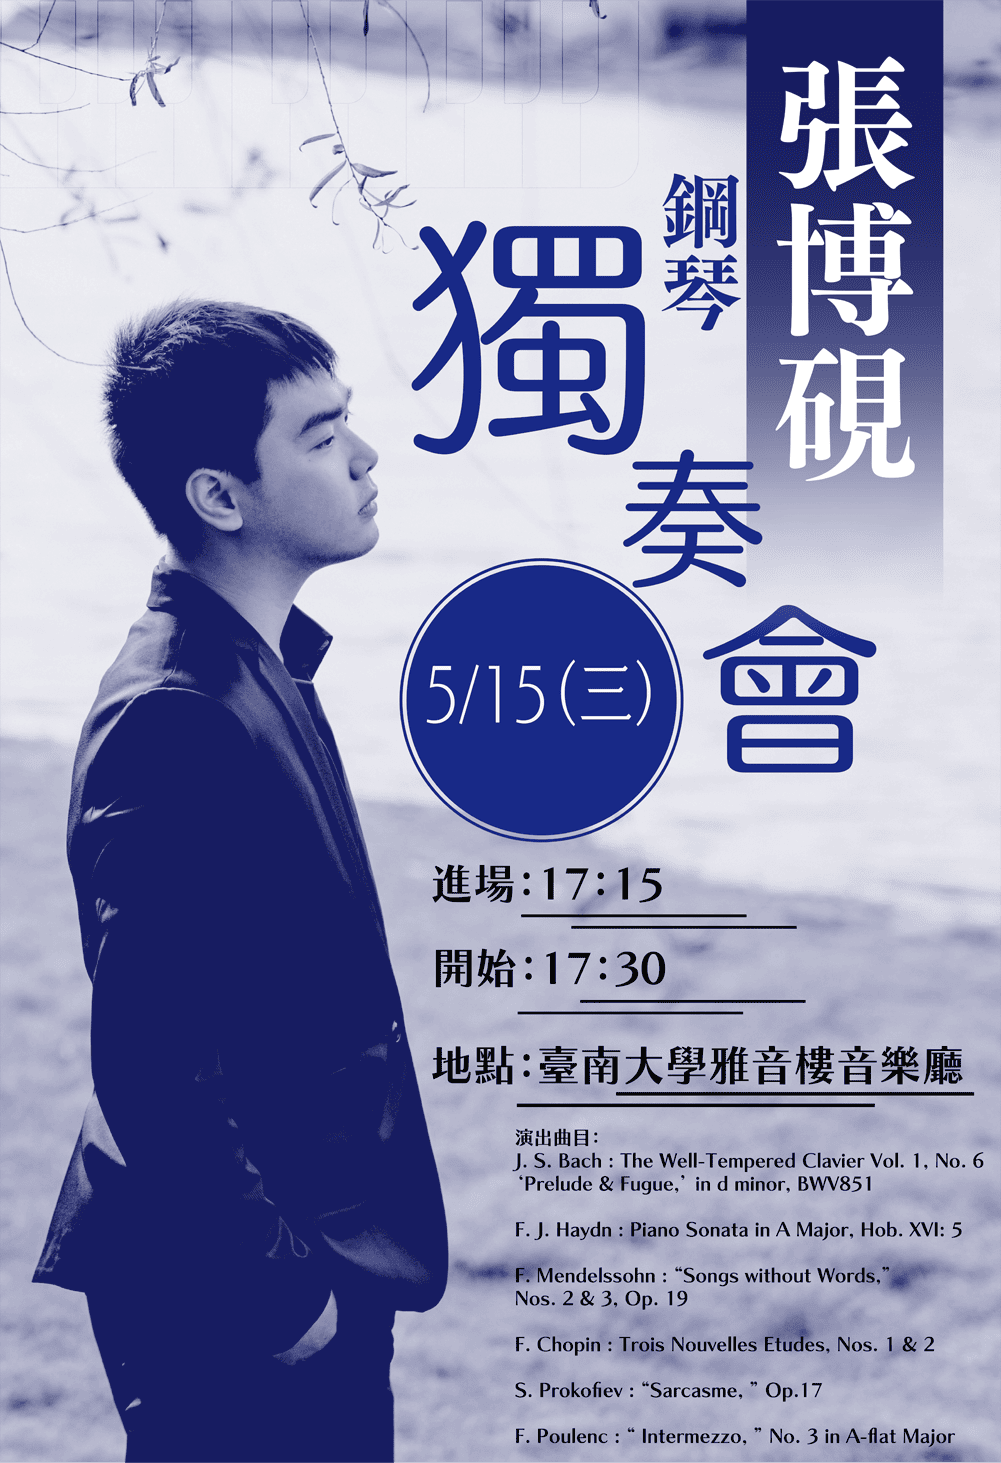 張博硯
鋼琴
獨奏會
5/15(三)
進場:17:15
開始:17:30
地點:臺南大學雅音樓音樂廳
演出曲目:
J. S. Bach : The Well-Tempered Clavier Vol. 1, No. 6
‘Prelude & Fugue,’ in d minor, BWV851
F. J. Haydn : Piano Sonata in A Major, Hob. XVI: 5
F. Mendelssohn : “Songs without Words,”
Nos. 2 & 3, Op. 19
F. Chopin : Trois Nouvelles Etudes, Nos. 1 & 2
S. Prokofiev : “Sarcasme, ” Op.17
F. Poulenc : “ Intermezzo, ” No. 3 in A-flat Major